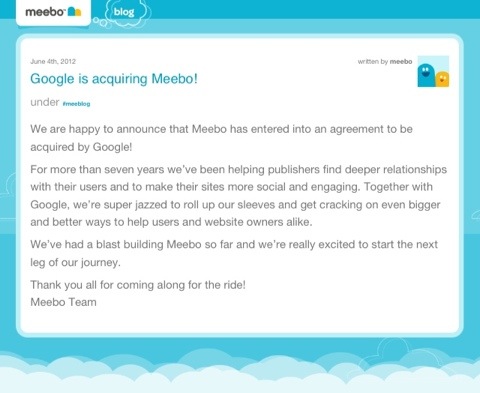 meebo™ blog
June 4th, 2012 written by meebo
Google is acquiring Meebo!
under #meeblog
We are happy to announce that Meebo has entered into an agreement to be
acquired by Google!
For more than seven years we've been helping publishers find deeper relationships
with their users and to make their sites more social and engaging. Together with
Google, we're super jazzed to roll up our sleeves and get cracking on even bigger
and better ways to help users and website owners alike.
We've had a blast building Meebo so far and we're really excited to start the next
leg of our journey.
Thank you all for coming along for the ride!
Meebo Team